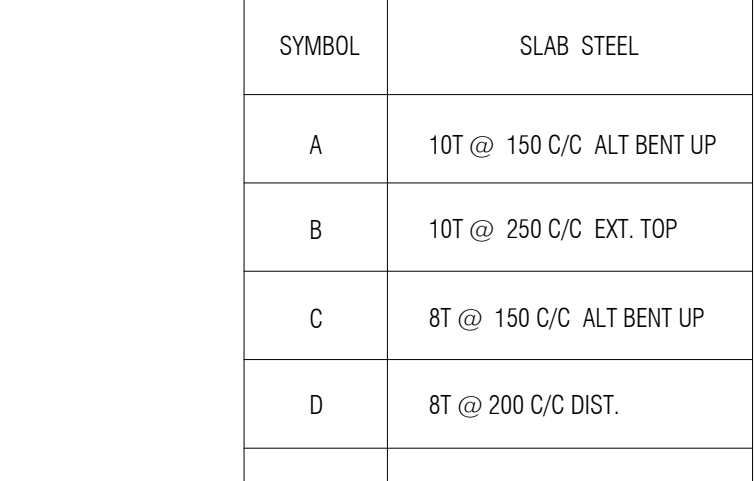 SYMBOL SLAB STEEL
A 10T @ 150 C/C ALT BENT UP
B 10T @ 250 C/C EXT. TOP
C 8T @ 150 C/C ALT BENT UP
D 8T @ 200 C/C DIST.